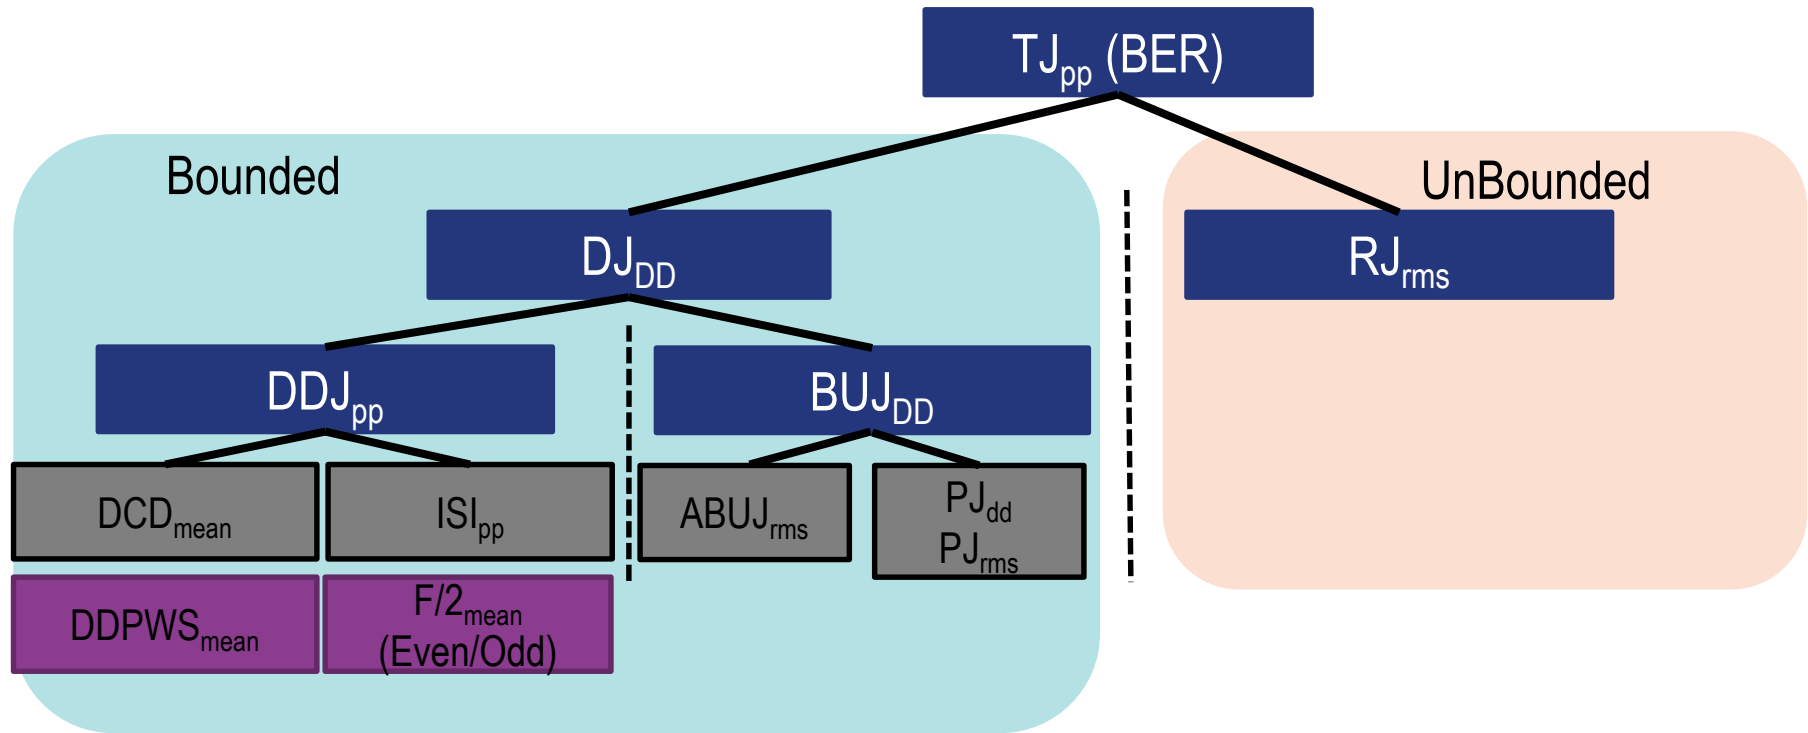 TJpp (BER)
Bounded
UnBounded
DJDD
RJrms
DDJpp
BUJDD
DCDmean
ISIpp
ABUJrms
PJdd
PJrms
DDPWSmean
F/2mean
(Even/Odd)